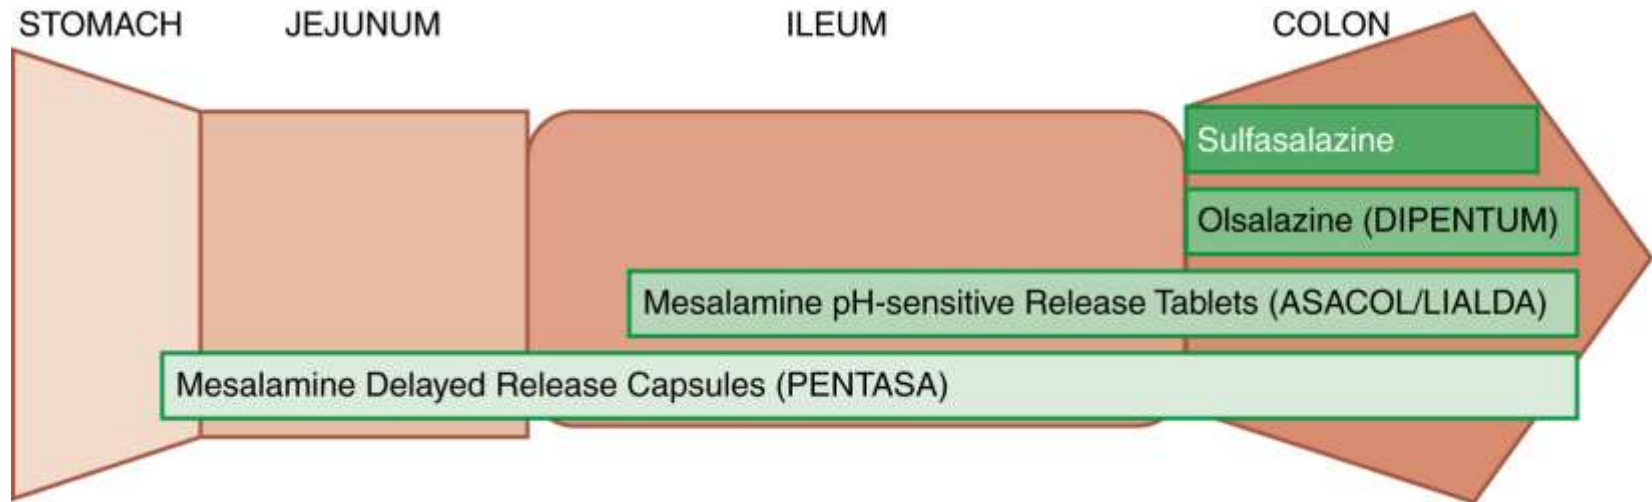 STOMACH JEJUNUM ILEUM COLON
Sulfasalazine
Olsalazine (DIPENTUM)
Mesalamine pH-sensitive Release Tablets (ASACOL/LIALDA)
Mesalamine Delayed Release Capsules (PENTASA)